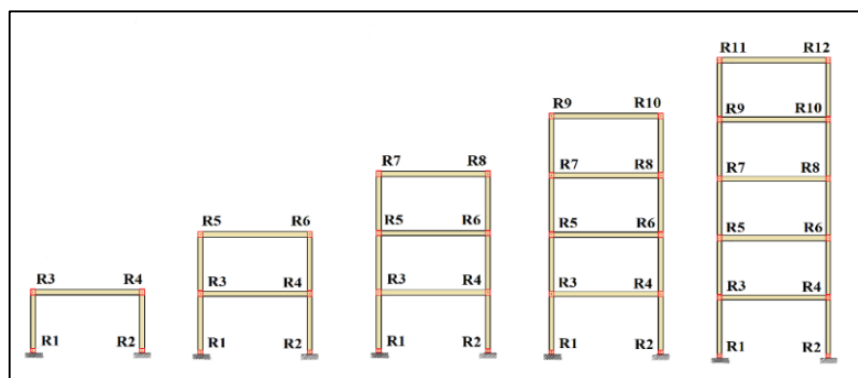 R3 R4
R1 R2
R5 R6
R3 R4
R1 R2
R7 R8
R5 R6
R3 R4
R1 R2
R9 R10
R7 R8
R5 R6
R3 R4
R1 R2
R11 R12
R9 R10
R7 R8
R5 R6
R3 R4
R1 R2